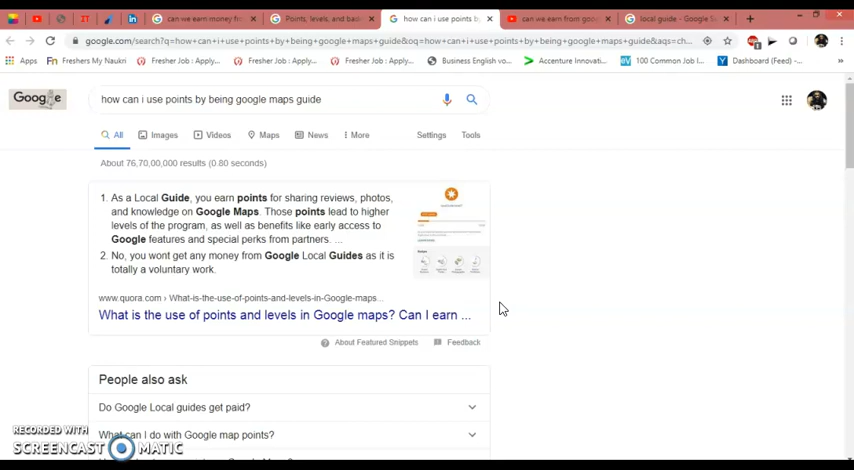 can we earn money fro
Points, levels, and bad
how can i use points by
can we earn from goo
local guide - Google Se
google.com/search?q=how+can+i+use+points+by+being+google+maps+guide&oq=how+can+i+use+points+by+being+google+maps+guide&aqs=ch...
Apps
Freshers My Naukri
Fresher Job : Apply...
Fresher Job : Apply...
Fresher Job : Apply...
Business English vo...
Accenture Innovati...
100 Common Job I...
Dashboard (Feed) -...
Google
how can i use points by being google maps guide
All
Images
Videos
Maps
News
More
Settings
Tools
About 76,70,00,000 results (0.80 seconds)
1. As a Local Guide, you earn points for sharing reviews, photos,
and knowledge on Google Maps. Those points lead to higher
levels of the program, as well as benefits like early access to
Google features and special perks from partners. ...
2. No, you wont get any money from Google Local Guides as it is
totally a voluntary work.
www.quora.com › What-is-the-use-of-points-and-levels-in-Google-maps...
What is the use of points and levels in Google maps? Can I earn ...
About Featured Snippets
Feedback
People also ask
Do Google Local guides get paid?
What can I do with Google map points?
RECORDED WITH
SCREENCAST MATIC